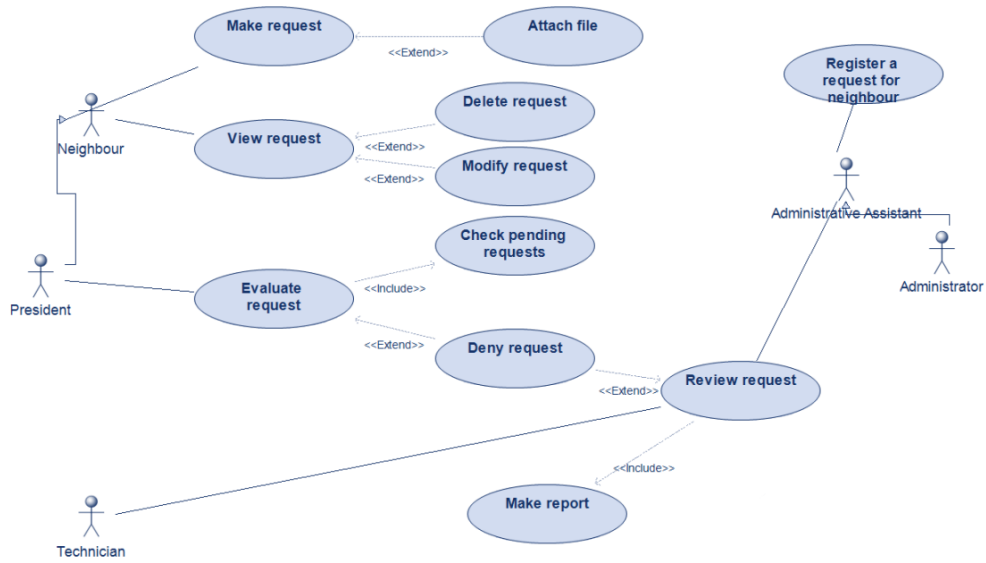 Make request
Attach file
<<Extend>>
Register a
request for
neighbour
Delete request
Neighbour
View request
<<Extend>>
Modify request
<<Extend>>
Administrative Assistant
Check pending
requests
President
Evaluate
request
<<Include>>
Administrator
<<Extend>>
Deny request
Review request
<<Extend>>
<<Include>>
Make report
Technician